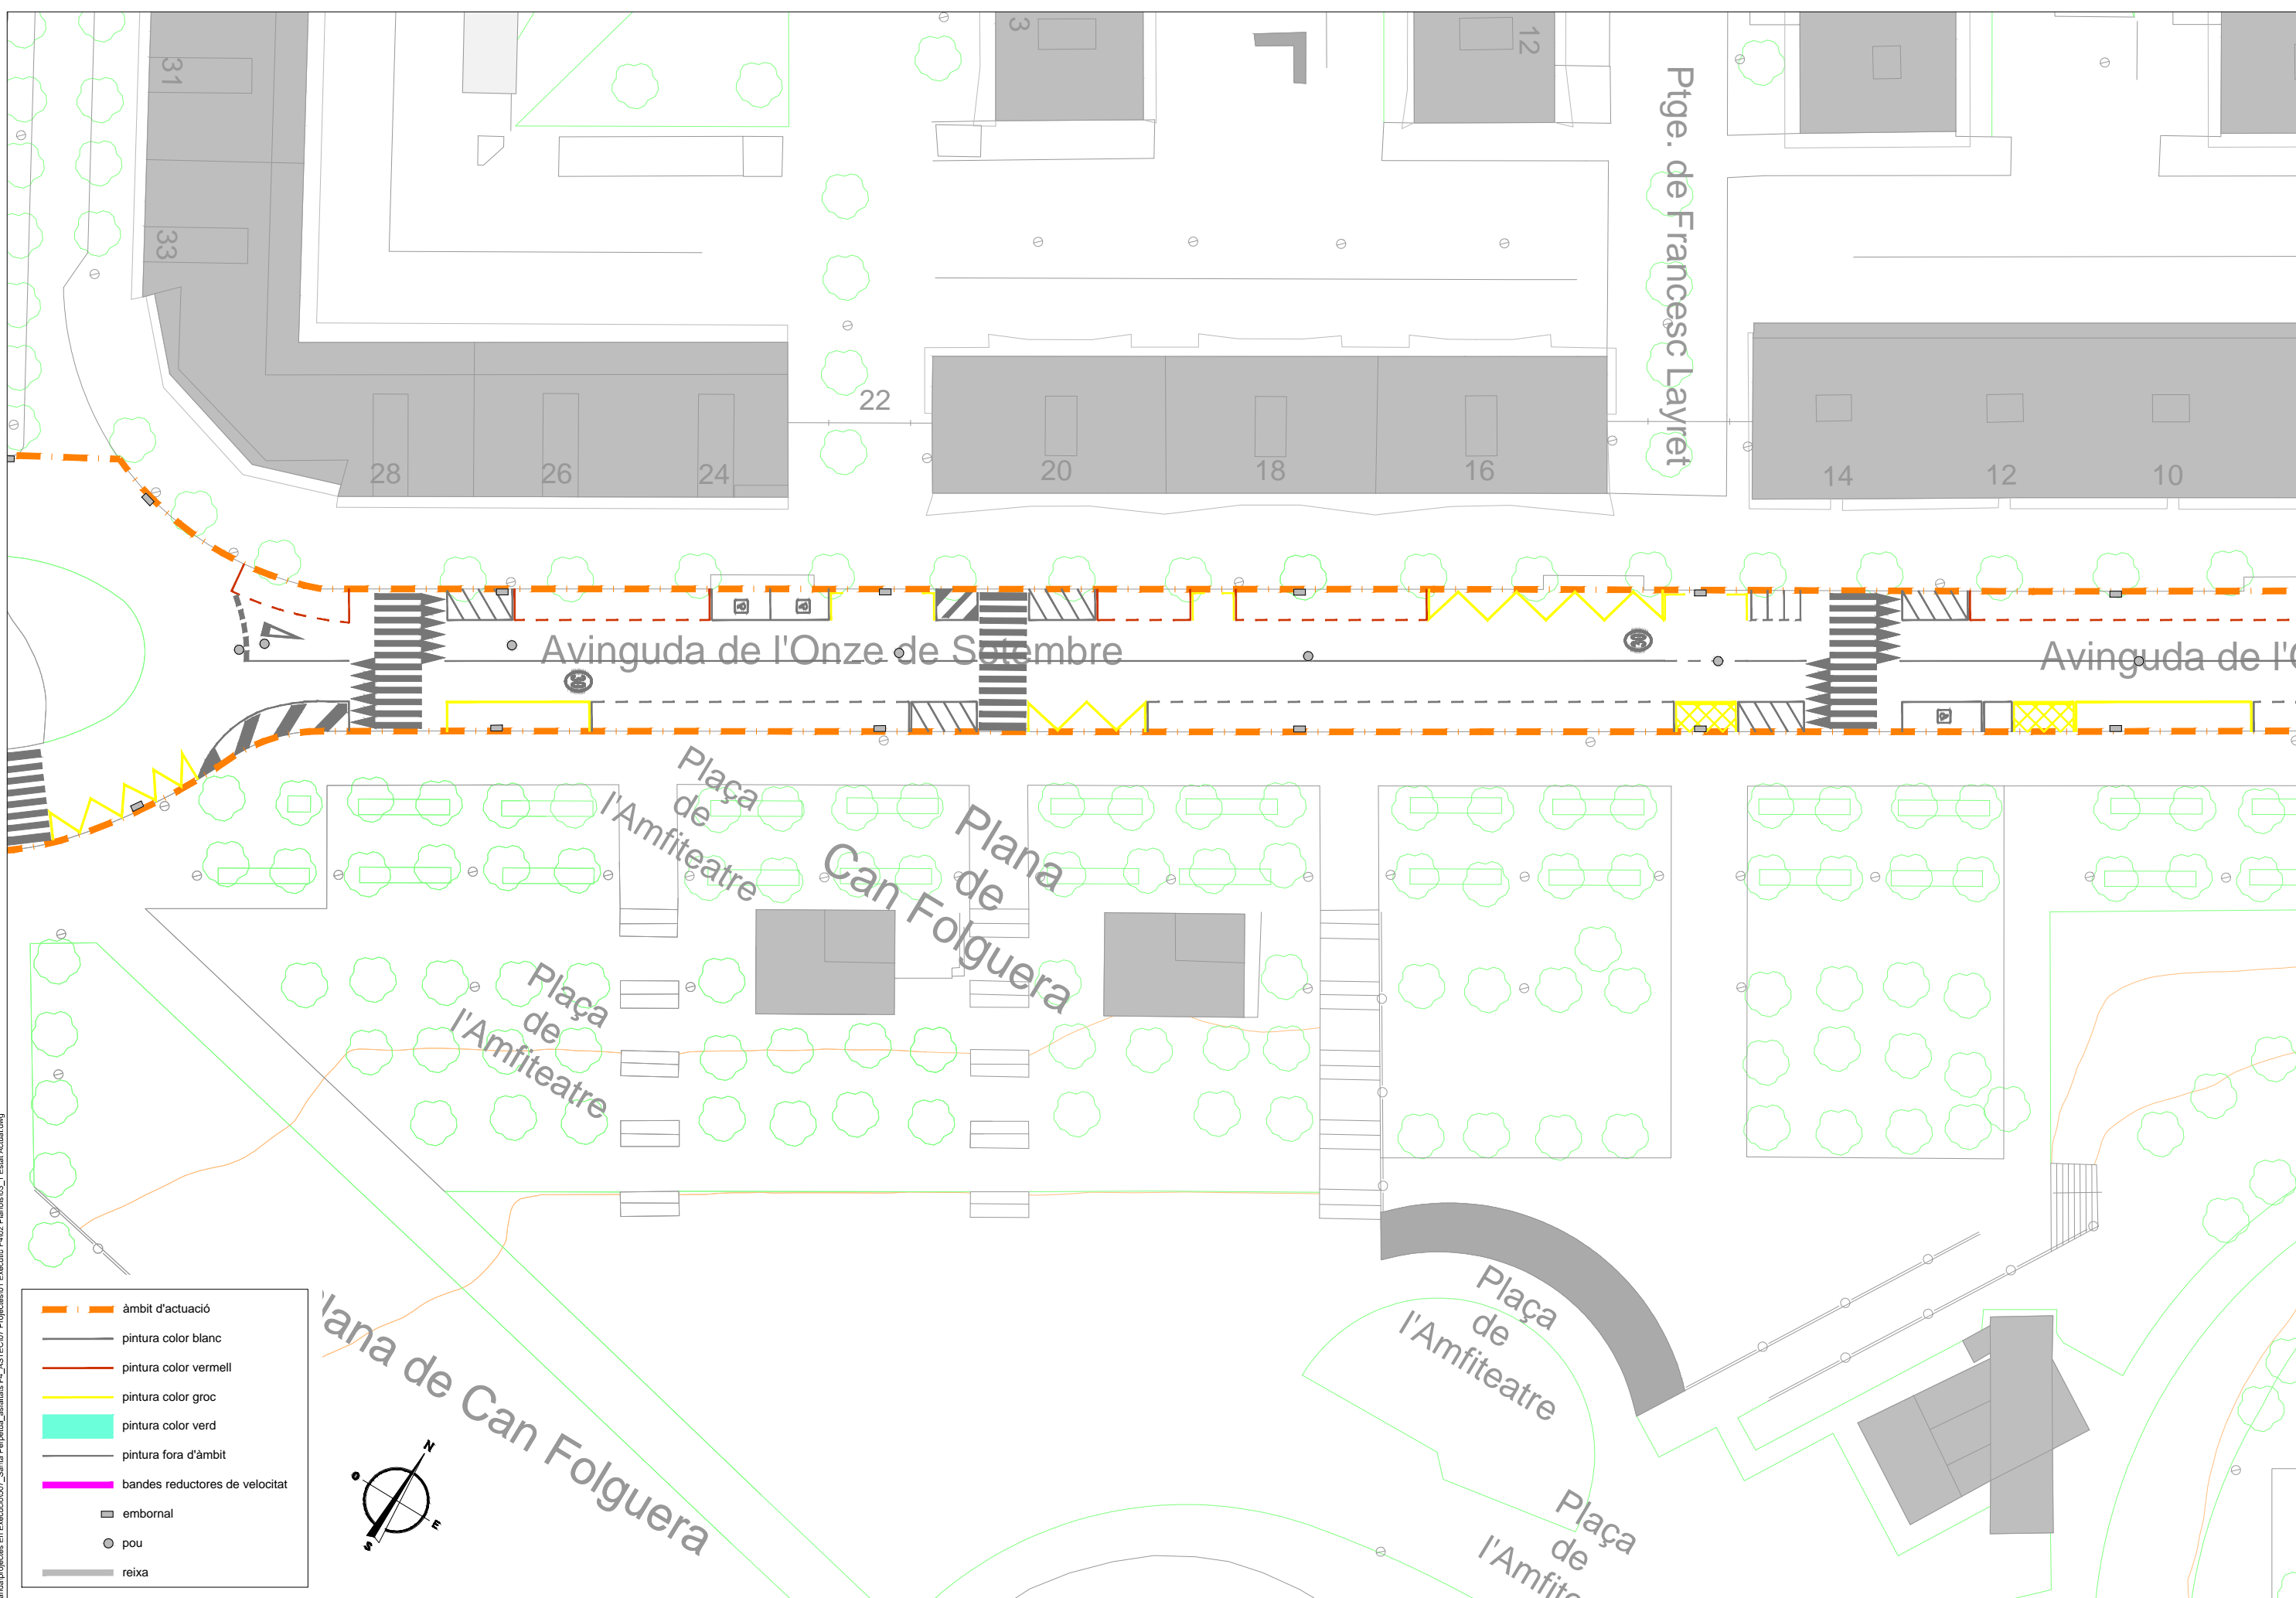 31
33
3
12
Ptge. de Francesc Layret
22
28
26
24
20
18
16
14
12
10
Avinguda de l'Onze de Setembre
Avinguda de l'
30
30
Plaça
de
l'Amfiteatre
Plana
de
Can Folguera
Plaça
de
l'Amfiteatre
Plaça
de
l'Amfiteatre
Plaça
de
lana de Can Folguera
àmbit d'actuació
pintura color blanc
pintura color vermell
pintura color groc
pintura color verd
pintura fora d'àmbit
bandes reductores de velocitat
embornal
pou
reixa
N
O
E
S